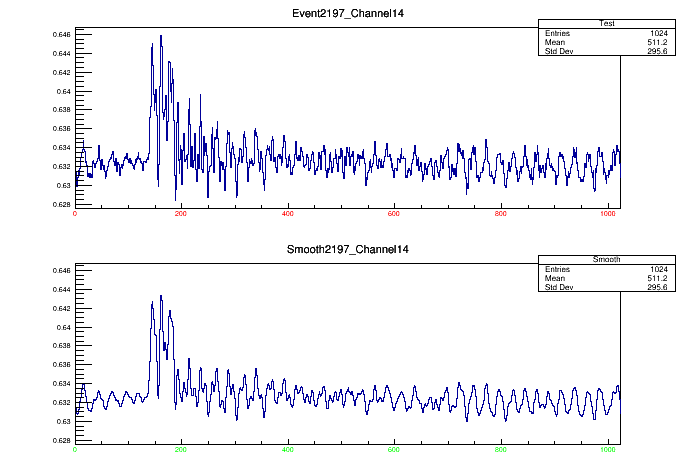 Event2197_Channel14
Test
Entries 1024
Mean 511.2
Std Dev 295.6
0.646
0.644
0.642
0.64
0.638
0.636
0.634
0.632
0.63
0.628
0 200 400 600 800 1000
Smooth2197_Channel14
Smooth
Entries 1024
Mean 511.2
Std Dev 295.6
0.646
0.644
0.642
0.64
0.638
0.636
0.634
0.632
0.63
0.628
0 200 400 600 800 1000